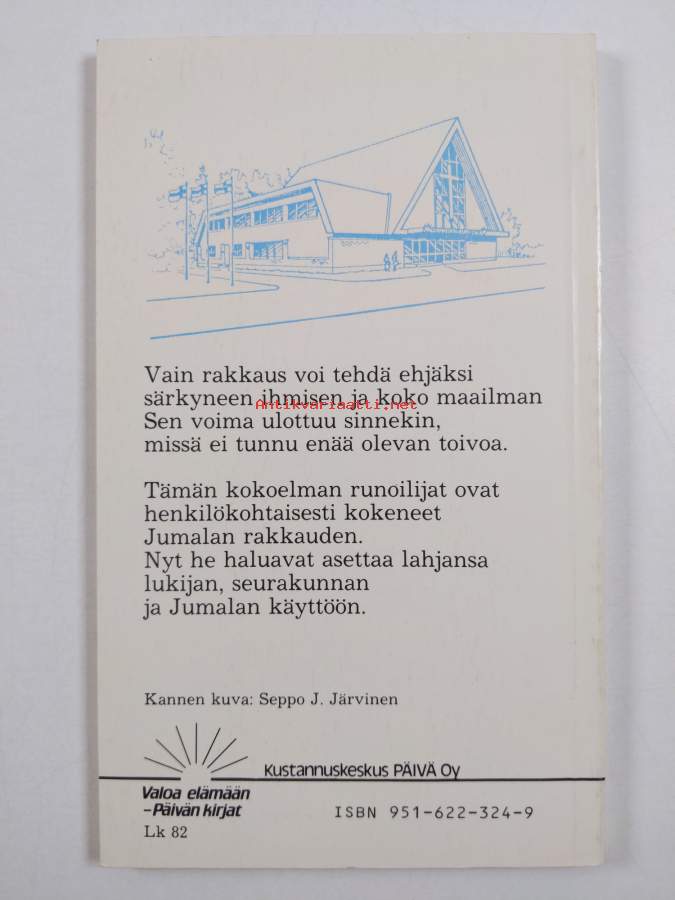 Vain rakkaus voi tehdä ehjäksi
särkyneen ihmisen ja koko maailman
Antikvariaatti.net
Sen voima ulottuu sinnekin,
missä ei tunnu enää olevan toivoa.
Tämän kokoelman runoilijat ovat
henkilökohtaisesti kokeneet
Jumalan rakkauden.
Nyt he haluavat asettaa lahjansa
lukijan, seurakunnan
ja Jumalan käyttöön.
Kannen kuva: Seppo J. Järvinen
Kustannuskeskus PÄIVÄ Oy
Valoa elämään
–Päivän kirjat
ISBN 951-622-324-9
Lk 82